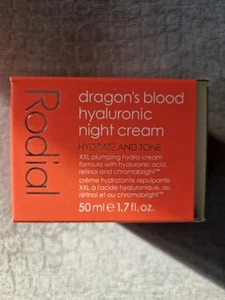 Rodial
dragon's blood
hyaluronic
night cream
HYDRATE AND TONE
XXL plumping hydra-cream
formula with hyaluronic acid,
retinol and chromabright™
crème hydratante repulpante
XXL à l'acide hyaluronique, au
rétinol et au chromabright™
50 ml e 1.7 fl. oz.